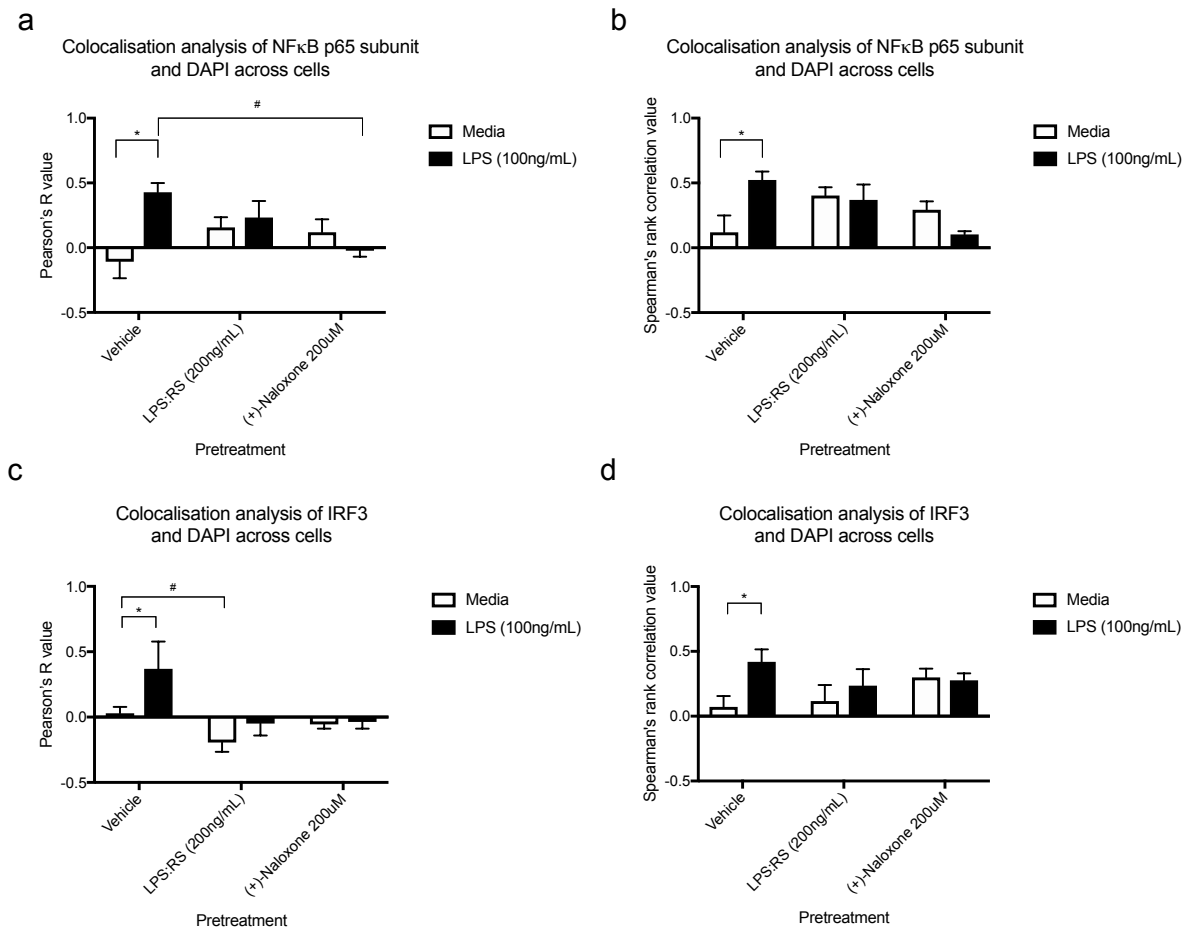 a
Colocalisation analysis of NFκB p65 subunit
and DAPI across cells
Pearson's R value
1.0
0.5
0.0
-0.5
*
#
Media
LPS (100ng/mL)
Vehicle
LPS:RS (200ng/mL)
(+)-Naloxone 200uM
Pretreatment
b
Colocalisation analysis of NFκB p65 subunit
and DAPI across cells
Spearman's rank correlation value
1.0
0.5
0.0
-0.5
*
Media
LPS (100ng/mL)
Vehicle
LPS:RS (200ng/mL)
(+)-Naloxone 200uM
Pretreatment
c
Colocalisation analysis of IRF3
and DAPI across cells
Pearson's R value
1.0
0.5
0.0
-0.5
#
*
Media
LPS (100ng/mL)
Vehicle
LPS:RS (200ng/mL)
(+)-Naloxone 200uM
Pretreatment
d
Colocalisation analysis of IRF3
and DAPI across cells
Spearman's rank correlation value
1.0
0.5
0.0
-0.5
*
Media
LPS (100ng/mL)
Vehicle
LPS:RS (200ng/mL)
(+)-Naloxone 200uM
Pretreatment